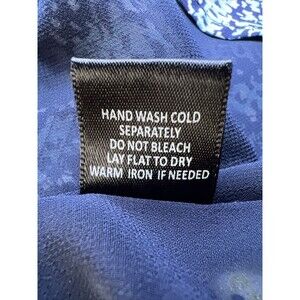 HAND WASH COLD
SEPARATELY
DO NOT BLEACH
LAY FLAT TO DRY
WARM IRON IF NEEDED